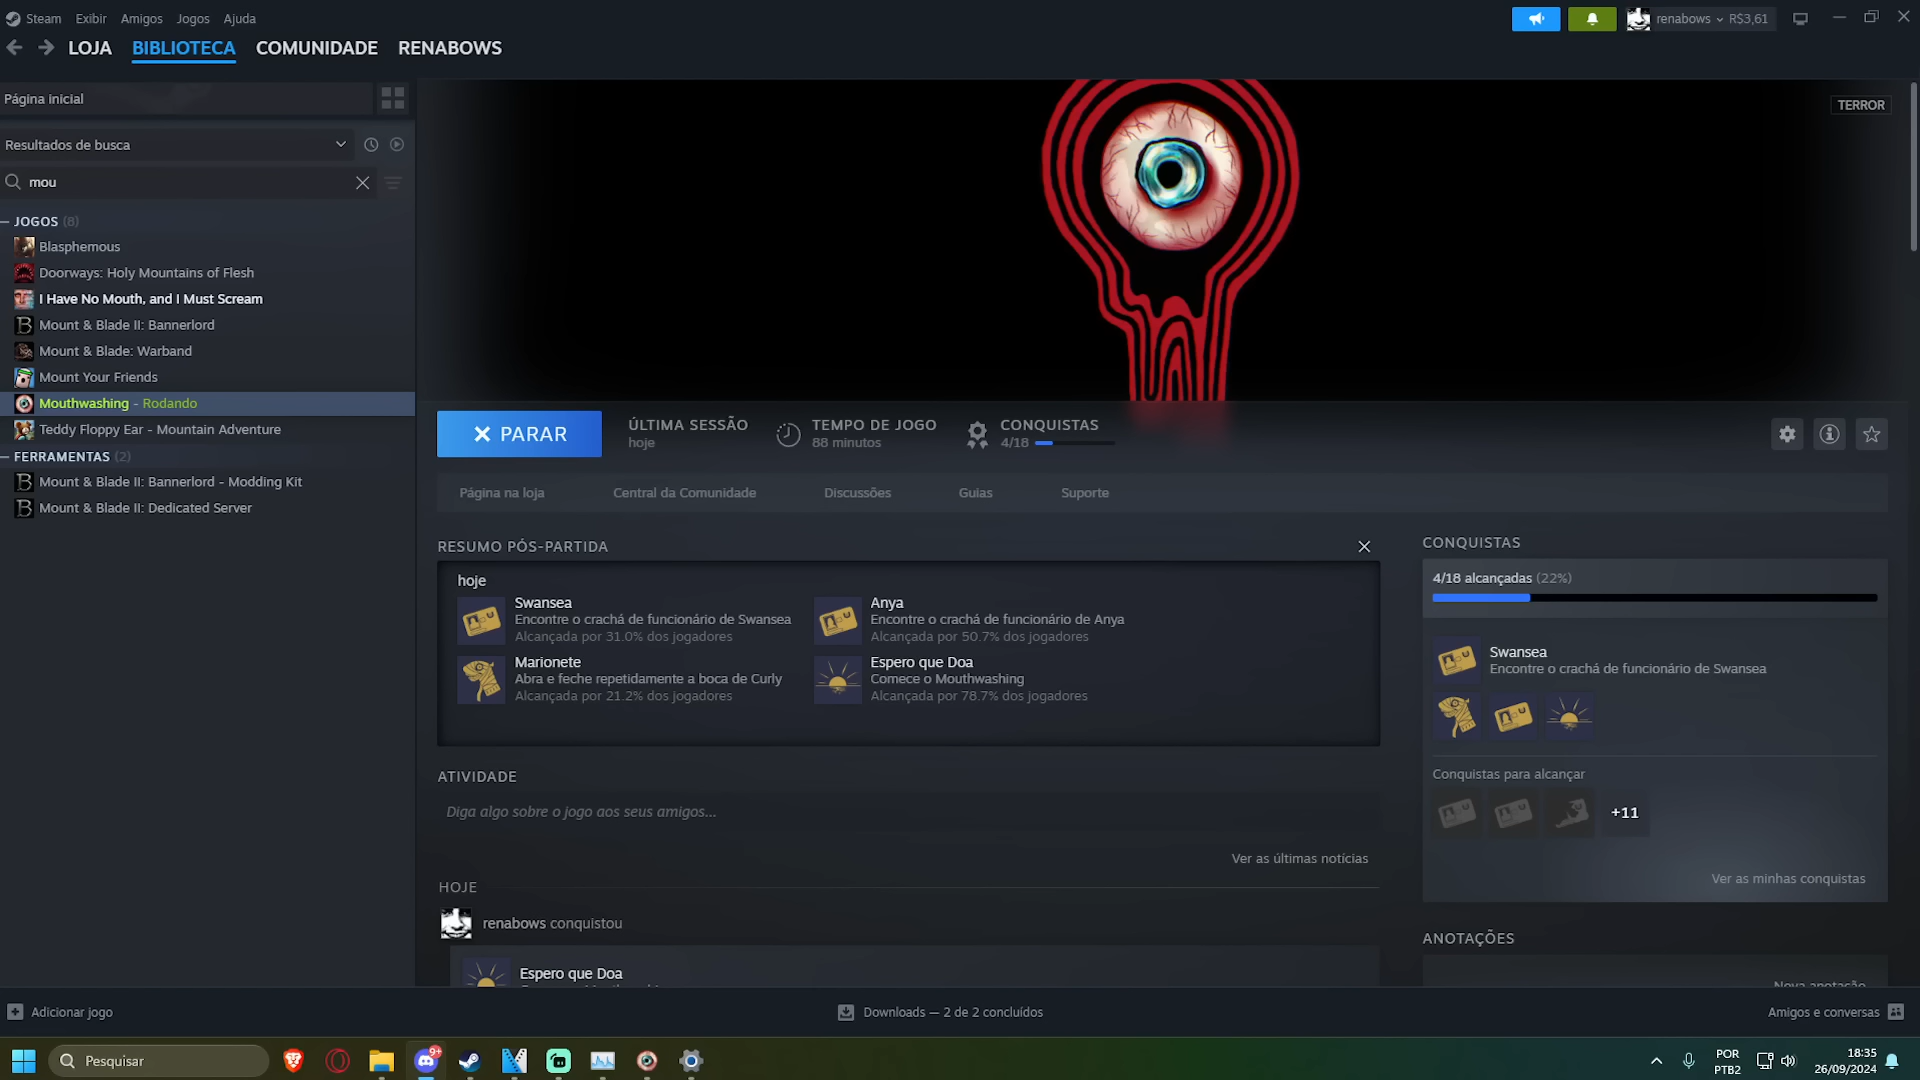 Steam Exibir Amigos Jogos Ajuda
renabows R$3,61
LOJA BIBLIOTECA COMUNIDADE RENABOWS
Página inicial
TERROR
Resultados de busca
mou
JOGOS (8)
Blasphemous
Doorways: Holy Mountains of Flesh
I Have No Mouth, and I Must Scream
Mount & Blade II: Bannerlord
Mount & Blade: Warband
Mount Your Friends
Mouthwashing - Rodando
Teddy Floppy Ear - Mountain Adventure
FERRAMENTAS (2)
Mount & Blade II: Bannerlord - Modding Kit
Mount & Blade II: Dedicated Server
PARAR
ÚLTIMA SESSÃO
hoje
TEMPO DE JOGO
88 minutos
CONQUISTAS
4/18
Página na loja Central da Comunidade Discussões Guias Suporte
RESUMO PÓS-PARTIDA
hoje
Swansea
Encontre o crachá de funcionário de Swansea
Alcançada por 31.0% dos jogadores
Anya
Encontre o crachá de funcionário de Anya
Alcançada por 50.7% dos jogadores
Marionete
Abra e feche repetidamente a boca de Curly
Alcançada por 21.2% dos jogadores
Espero que Doa
Comece o Mouthwashing
Alcançada por 78.7% dos jogadores
ATIVIDADE
Diga algo sobre o jogo aos seus amigos...
Ver as últimas notícias
HOJE
renabows conquistou
Espero que Doa
CONQUISTAS
4/18 alcançadas (22%)
Swansea
Encontre o crachá de funcionário de Swansea
Conquistas para alcançar
+11
Ver as minhas conquistas
ANOTAÇÕES
Nova anotação
Adicionar jogo
Downloads — 2 de 2 concluídos
Amigos e conversas
Pesquisar
9+
POR
PTB2
18:35
26/09/2024